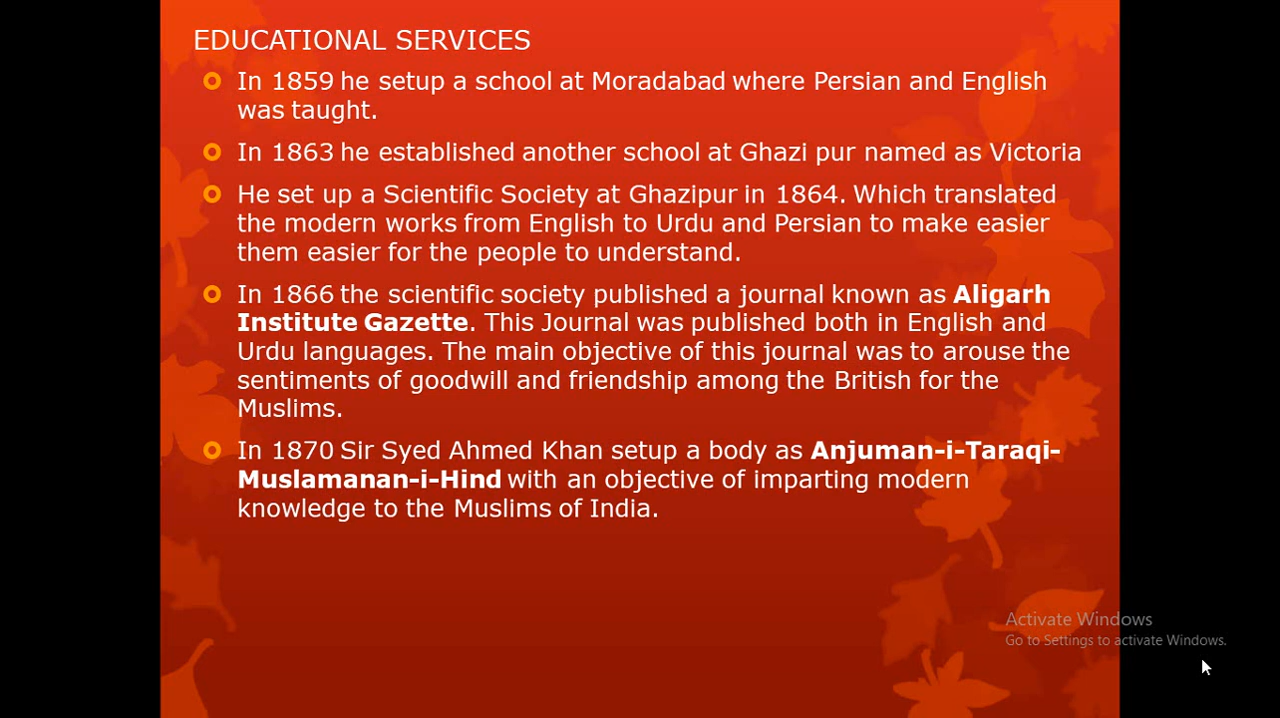 EDUCATIONAL SERVICES
In 1859 he setup a school at Moradabad where Persian and English
was taught.
In 1863 he established another school at Ghazi pur named as Victoria
He set up a Scientific Society at Ghazipur in 1864. Which translated
the modern works from English to Urdu and Persian to make easier
them easier for the people to understand.
In 1866 the scientific society published a journal known as Aligarh
Institute Gazette. This Journal was published both in English and
Urdu languages. The main objective of this journal was to arouse the
sentiments of goodwill and friendship among the British for the
Muslims.
In 1870 Sir Syed Ahmed Khan setup a body as Anjuman-i-Taraqi-
Muslamanan-i-Hind with an objective of imparting modern
knowledge to the Muslims of India.
Activate Windows
Go to Settings to activate Windows.